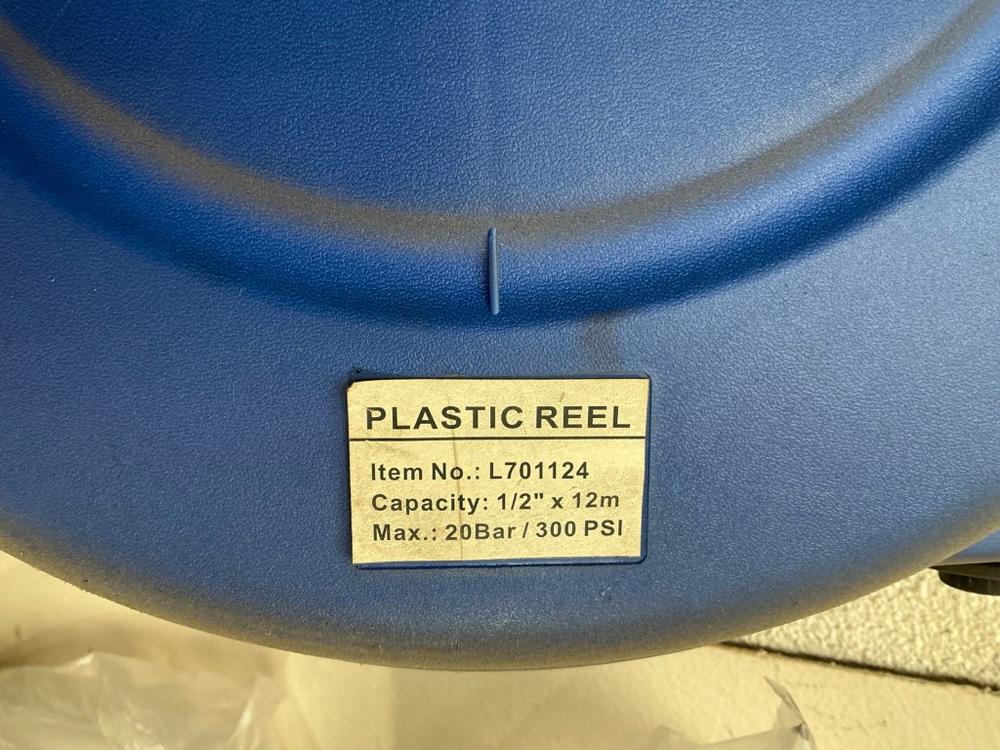 PLASTIC REEL
Item No.: L701124
Capacity: 1/2" x 12m
Max.: 20Bar / 300 PSI